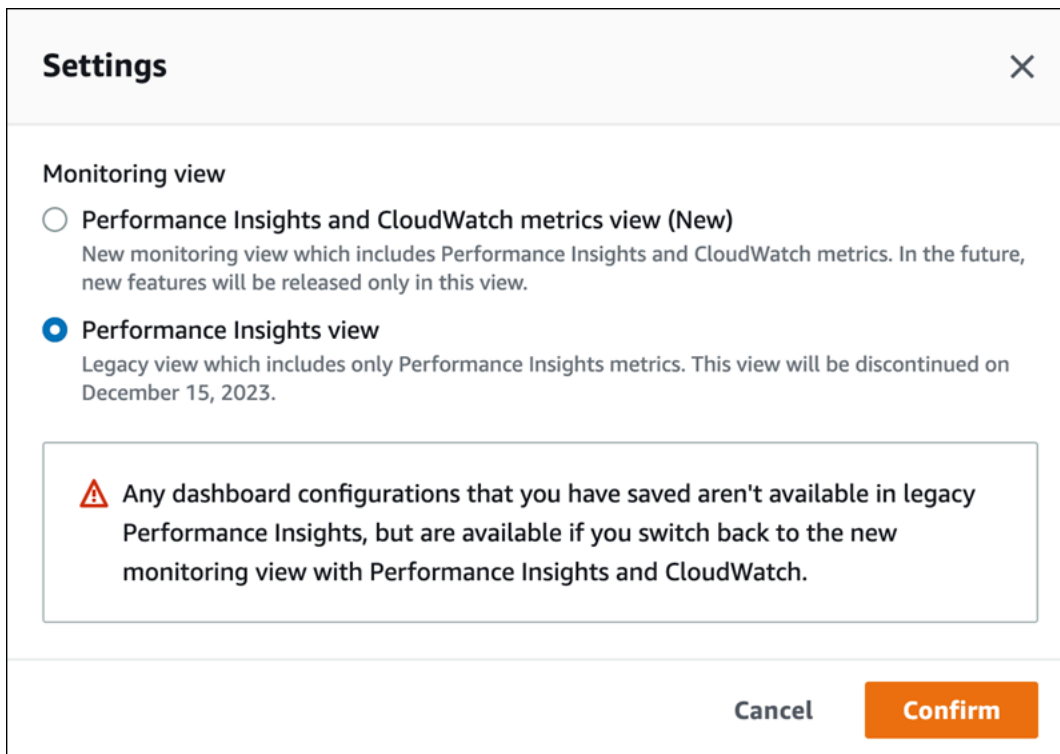 Settings
Monitoring view
Performance Insights and CloudWatch metrics view (New)
New monitoring view which includes Performance Insights and CloudWatch metrics. In the future,
new features will be released only in this view.
Performance Insights view
Legacy view which includes only Performance Insights metrics. This view will be discontinued on
December 15, 2023.
Any dashboard configurations that you have saved aren't available in legacy
Performance Insights, but are available if you switch back to the new
monitoring view with Performance Insights and CloudWatch.
Cancel
Confirm